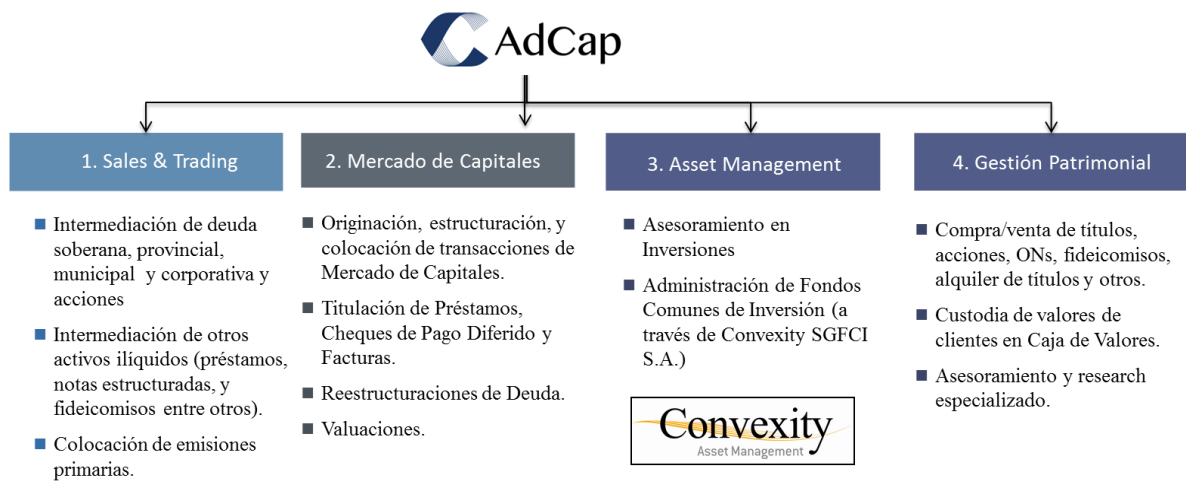 AdCap
1. Sales & Trading
Intermediación de deuda
soberana, provincial,
municipal y corporativa y
acciones
Intermediación de otros
activos ilíquidos (préstamos,
notas estructuradas, y
fideicomisos entre otros).
Colocación de emisiones
primarias.
2. Mercado de Capitales
Originación, estructuración, y
colocación de transacciones de
Mercado de Capitales.
Titulación de Préstamos,
Cheques de Pago Diferido y
Facturas.
Reestructuraciones de Deuda.
Valuaciones.
3. Asset Management
Asesoramiento en
Inversiones
Administración de Fondos
Comunes de Inversión (a
través de Convexity SGFCI
S.A.)
Convexity
Asset Management
4. Gestión Patrimonial
Compra/venta de títulos,
acciones, ONs, fideicomisos,
alquiler de títulos y otros.
Custodia de valores de
clientes en Caja de Valores.
Asesoramiento y research
especializado.